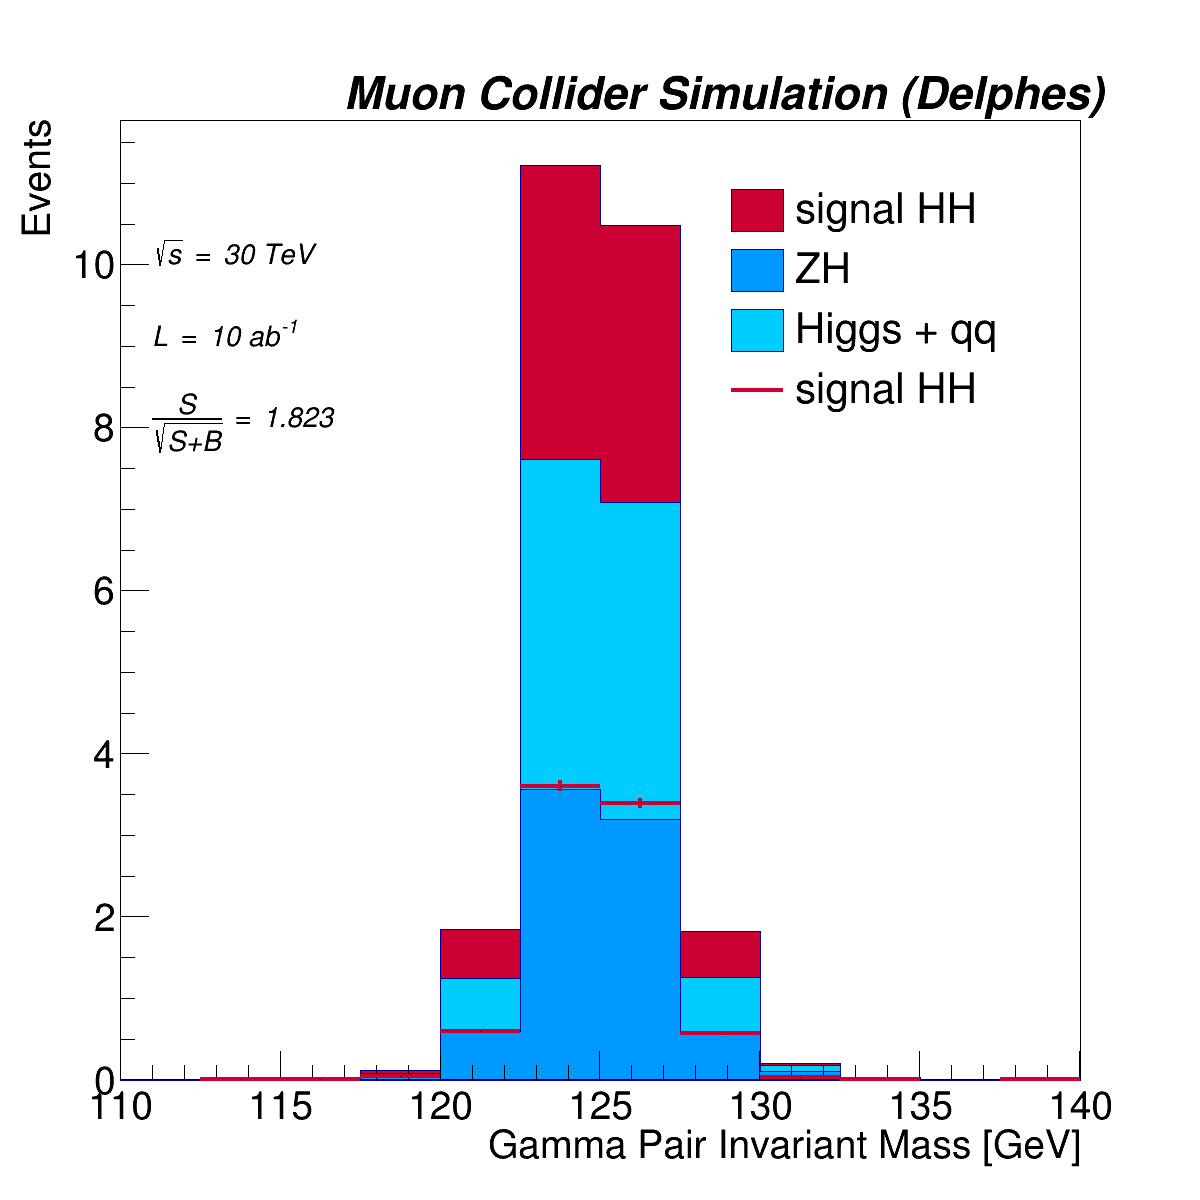 Muon Collider Simulation (Delphes)
Events
√s = 30 TeV
L = 10 ab⁻¹
S/√S+B = 1.823
signal HH
ZH
Higgs + qq
signal HH
10
8
6
4
2
0
110 115 120 125 130 135 140
Gamma Pair Invariant Mass [GeV]